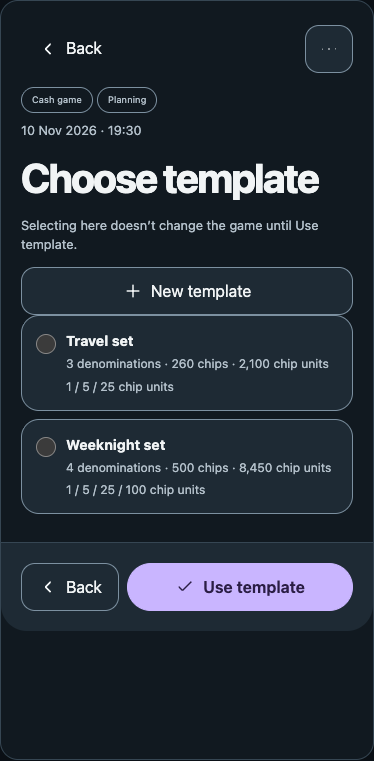 Back
Cash game
Planning
10 Nov 2026 · 19:30
Choose template
Selecting here doesn’t change the game until Use
template.
New template
Travel set
3 denominations · 260 chips · 2,100 chip units
1 / 5 / 25 chip units
Weeknight set
4 denominations · 500 chips · 8,450 chip units
1 / 5 / 25 / 100 chip units
Back
Use template